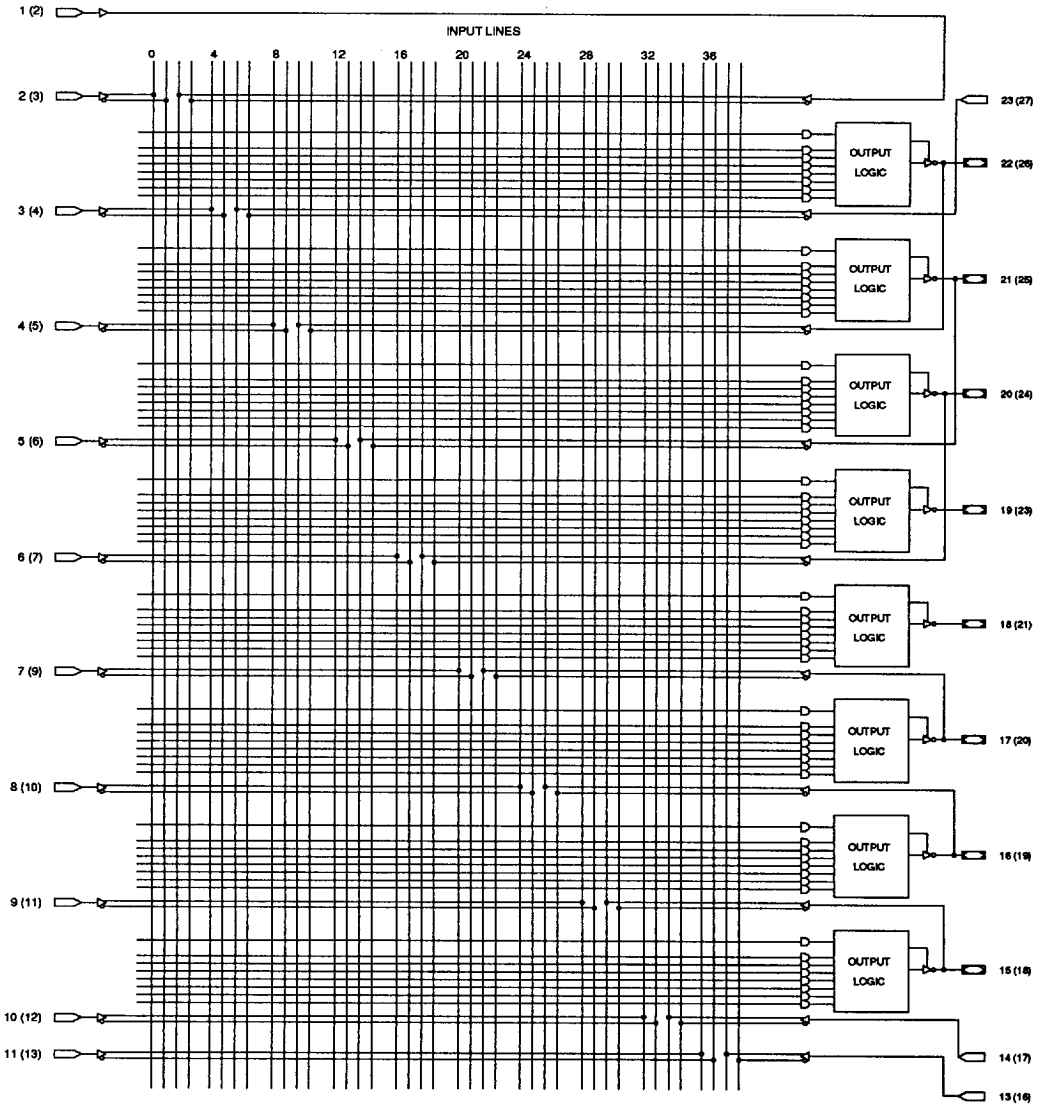 1 (2)
INPUT LINES
0 4 8 12 16 20 24 28 32 36
2 (3)
23 (27)
OUTPUT
LOGIC
22 (26)
3 (4)
OUTPUT
LOGIC
21 (25)
4 (5)
OUTPUT
LOGIC
20 (24)
5 (6)
OUTPUT
LOGIC
19 (23)
6 (7)
OUTPUT
LOGIC
18 (21)
7 (9)
OUTPUT
LOGIC
17 (20)
8 (10)
OUTPUT
LOGIC
16 (19)
9 (11)
OUTPUT
LOGIC
15 (18)
10 (12)
11 (13)
14 (17)
13 (16)